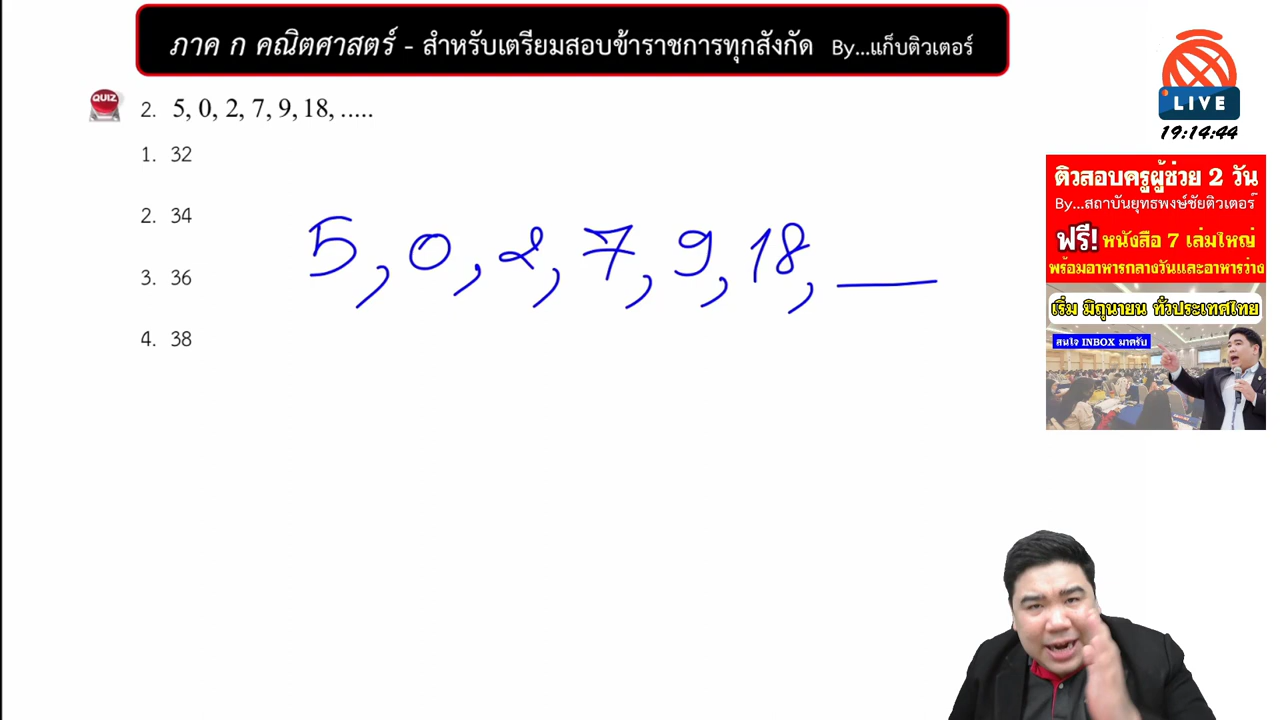 ภาค ก คณิตศาสตร์ - สำหรับเตรียมสอบข้าราชการทุกสังกัด By...แก็บติวเตอร์
LIVE
19:14:44
QUIZ
2. 5, 0, 2, 7, 9, 18, .....
1. 32
2. 34
3. 36
4. 38
5, 0, 2, 7, 9, 18, ___
ติวสอบครูผู้ช่วย 2 วัน
By...สถาบันยุทธพงษ์ชัยติวเตอร์
ฟรี! หนังสือ 7 เล่มใหญ่
พร้อมอาหารกลางวันและอาหารว่าง
เริ่ม มิถุนายน ทั่วประเทศไทย
สนใจ INBOX มาครับ